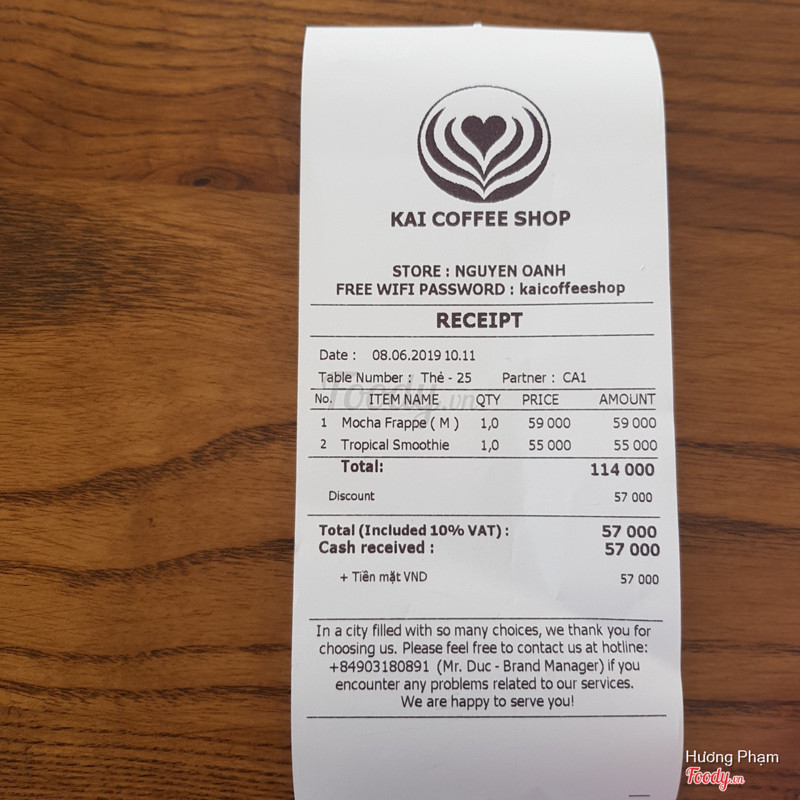 KAI COFFEE SHOP
STORE : NGUYEN OANH
FREE WIFI PASSWORD : kaicoffeeshop
RECEIPT
Date : 08.06.2019 10.11
Table Number : Thẻ - 25 Partner : CA1
No. ITEM NAME QTY PRICE AMOUNT
1 Mocha Frappe ( M ) 1,0 59 000 59 000
2 Tropical Smoothie 1,0 55 000 55 000
Total: 114 000
Discount 57 000
Total (Included 10% VAT) : 57 000
Cash received : 57 000
+ Tiền mặt VND 57 000
In a city filled with so many choices, we thank you for
choosing us. Please feel free to contact us at hotline:
+84903180891 (Mr. Duc - Brand Manager) if you
encounter any problems related to our services.
We are happy to serve you!
Foody.vn
Hương Phạm
Foody.vn